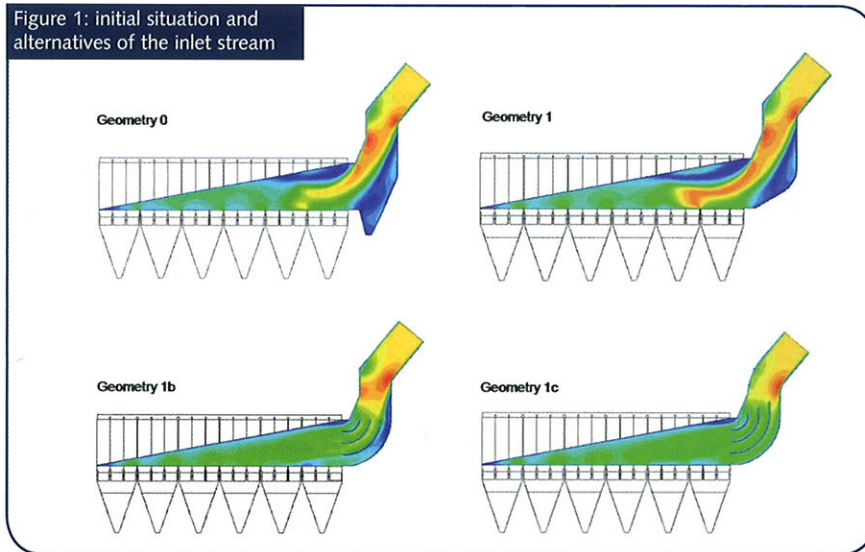 Figure 1: initial situation and
alternatives of the inlet stream
Geometry 0
Geometry 1
Geometry 1b
Geometry 1c